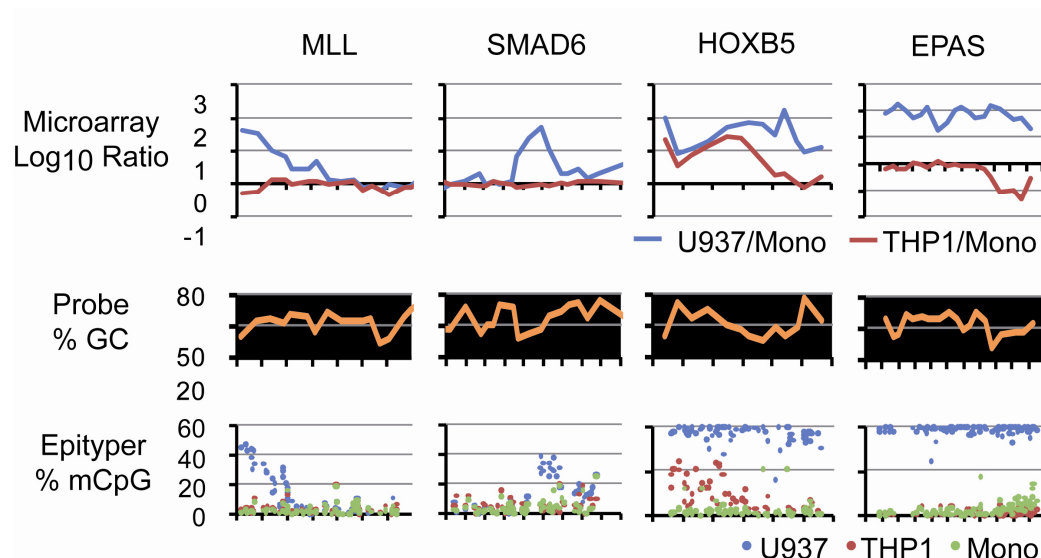 MLL SMAD6 HOXB5 EPAS
Microarray
Log10 Ratio
3
2
1
0
-1
U937/Mono THP1/Mono
Probe
% GC
80
50
20
Epityper
% mCpG
60
40
20
0
U937 THP1 Mono